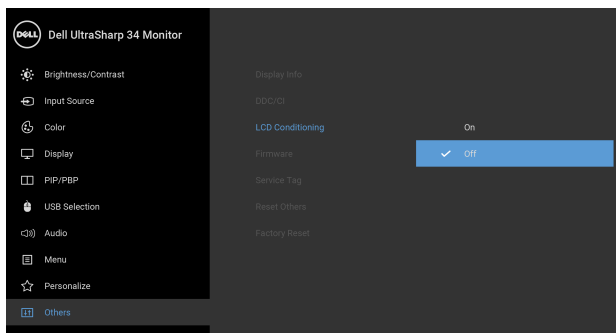 DELL Dell UltraSharp 34 Monitor
Brightness/Contrast
Display Info
Input Source
DDC/CI
Color
LCD Conditioning
On
Display
Firmware
Off
PIP/PBP
Service Tag
USB Selection
Reset Others
Audio
Factory Reset
Menu
Personalize
Others